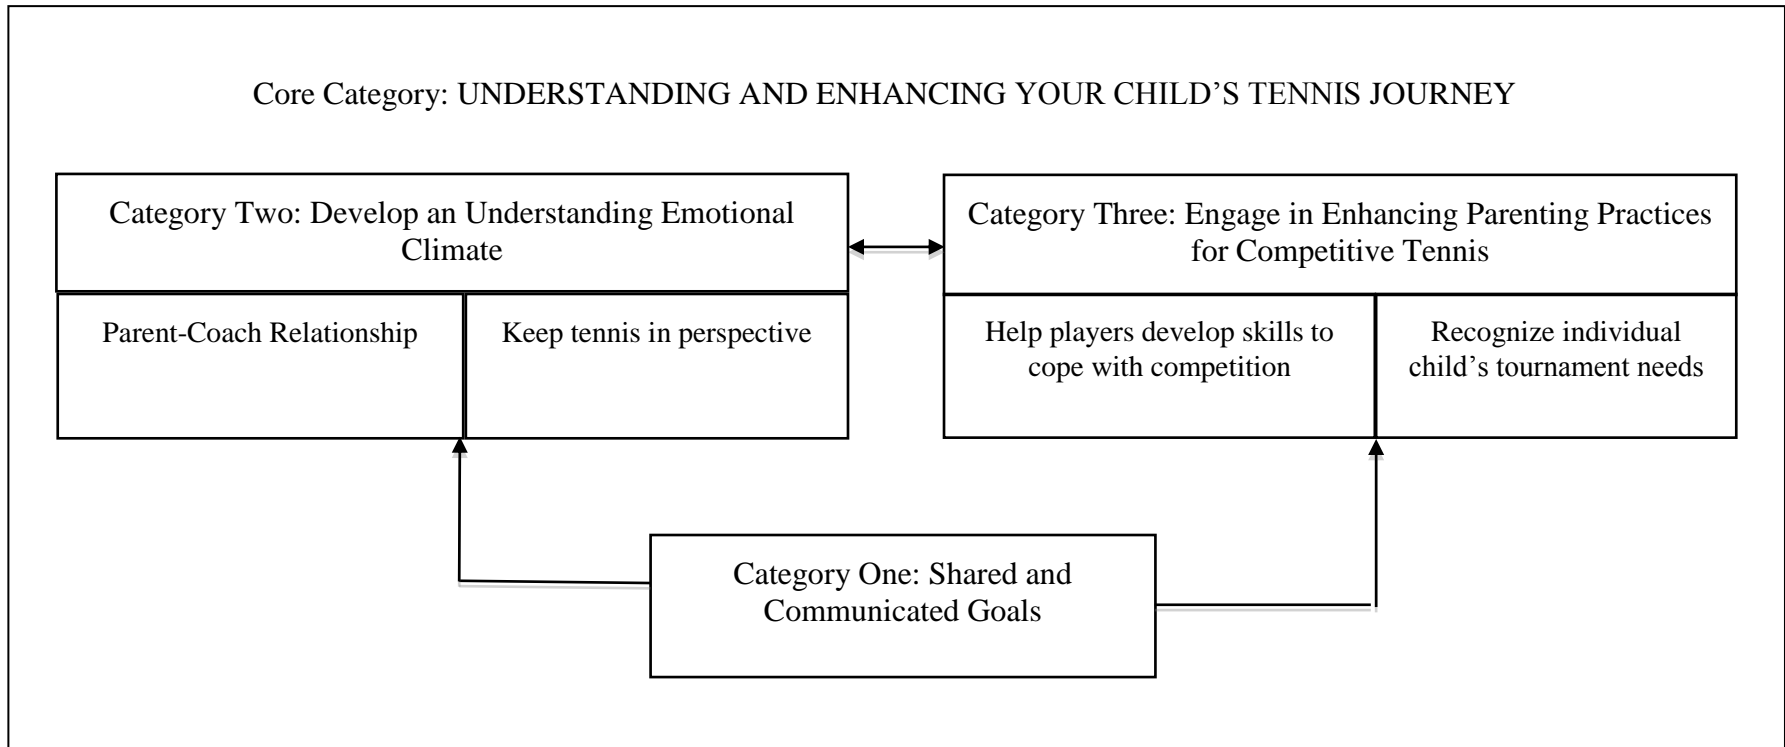 Core Category: UNDERSTANDING AND ENHANCING YOUR CHILD’S TENNIS JOURNEY
Category Two: Develop an Understanding Emotional
Climate
Parent-Coach Relationship
Keep tennis in perspective
Category Three: Engage in Enhancing Parenting Practices
for Competitive Tennis
Help players develop skills to
cope with competition
Recognize individual
child’s tournament needs
Category One: Shared and
Communicated Goals